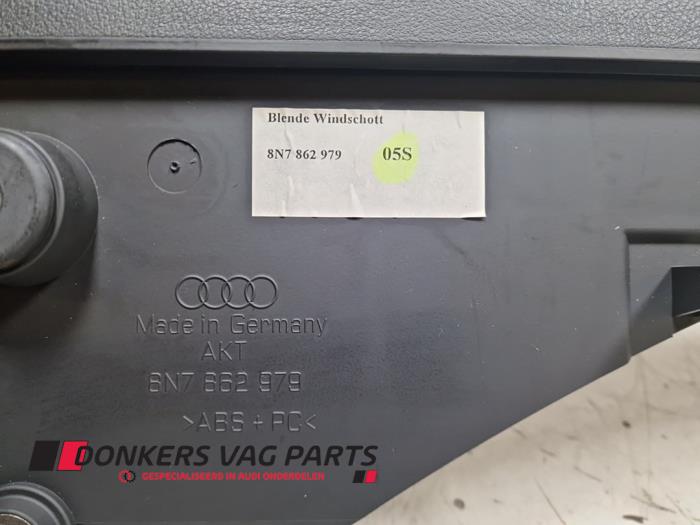 Blende Windschott
8N7 862 979 05S
Made in Germany
AKT
8N7 862 979
>ABS + PC<
DONKERS VAG PARTS
GESPECIALISEERD IN AUDI ONDERDELEN